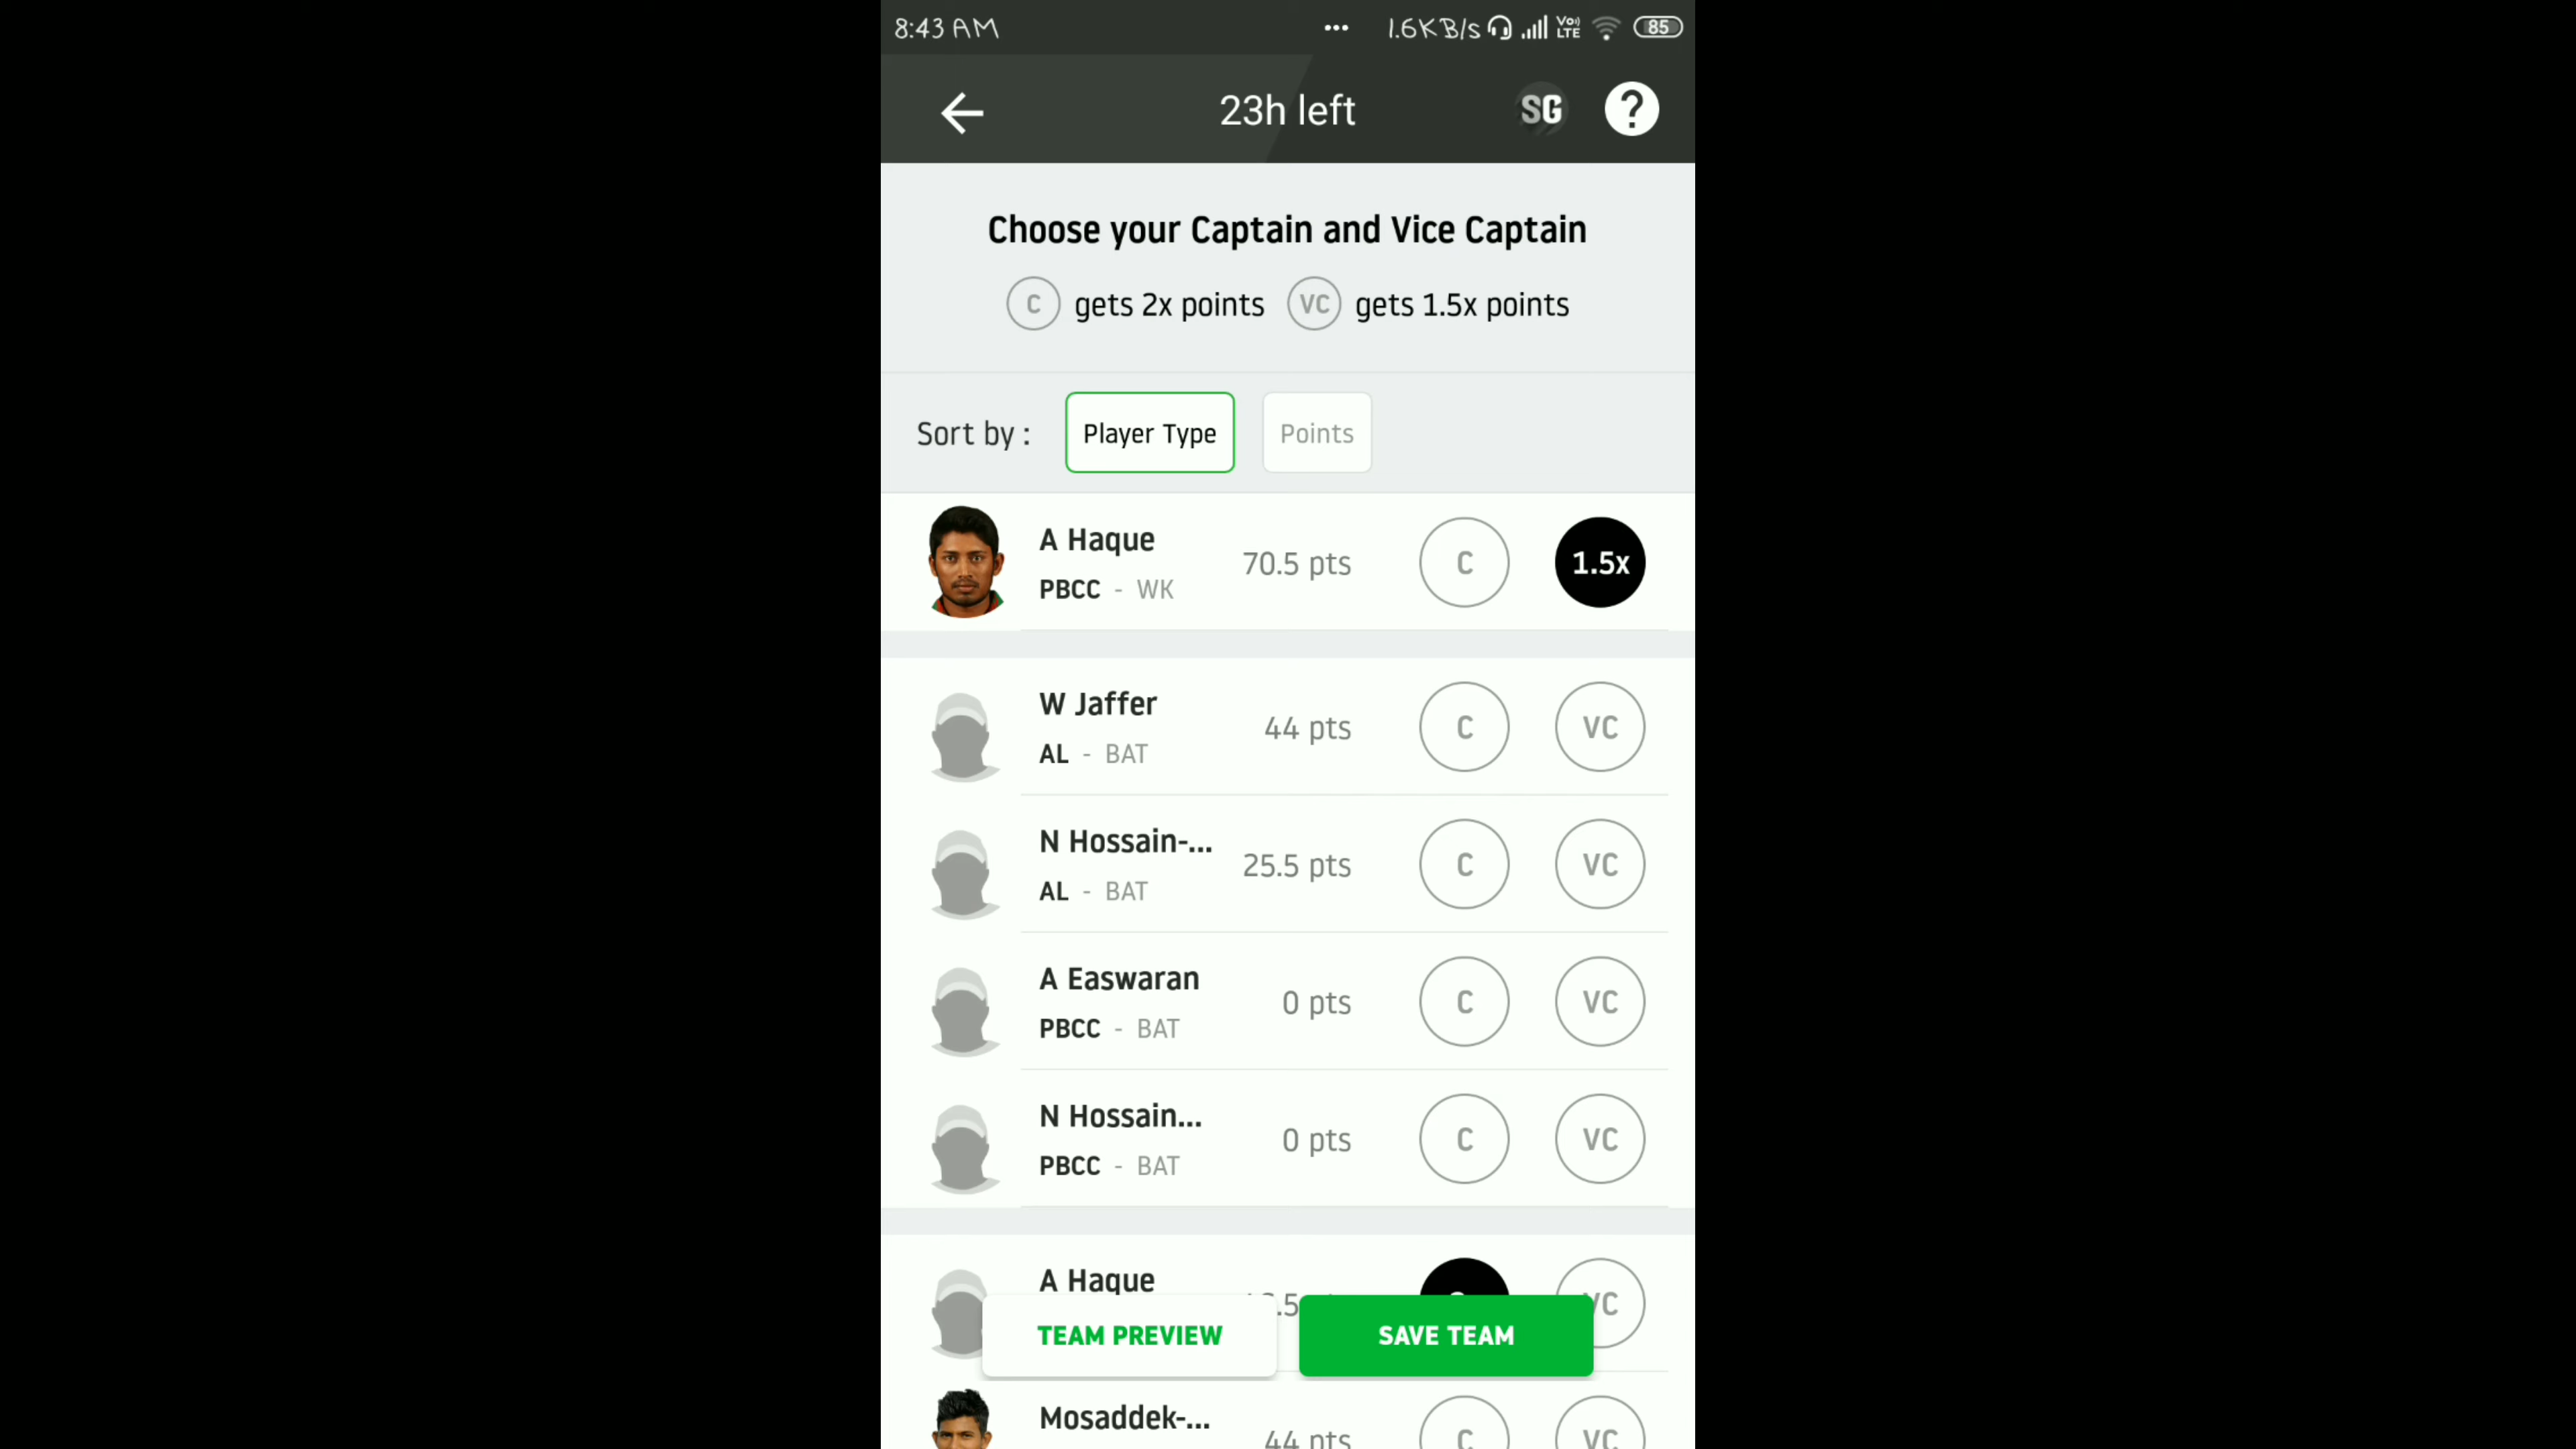 8:43 AM ... 1.6KB/s Vo)) LTE 85
23h left SG ?
Choose your Captain and Vice Captain
C gets 2x points VC gets 1.5x points
Sort by : Player Type Points
A Haque
PBCC - WK 70.5 pts C 1.5x
W Jaffer
AL - BAT 44 pts C VC
N Hossain-...
AL - BAT 25.5 pts C VC
A Easwaran
PBCC - BAT 0 pts C VC
N Hossain...
PBCC - BAT 0 pts C VC
A Haque
VC
TEAM PREVIEW SAVE TEAM
Mosaddek-...
44 pts C VC